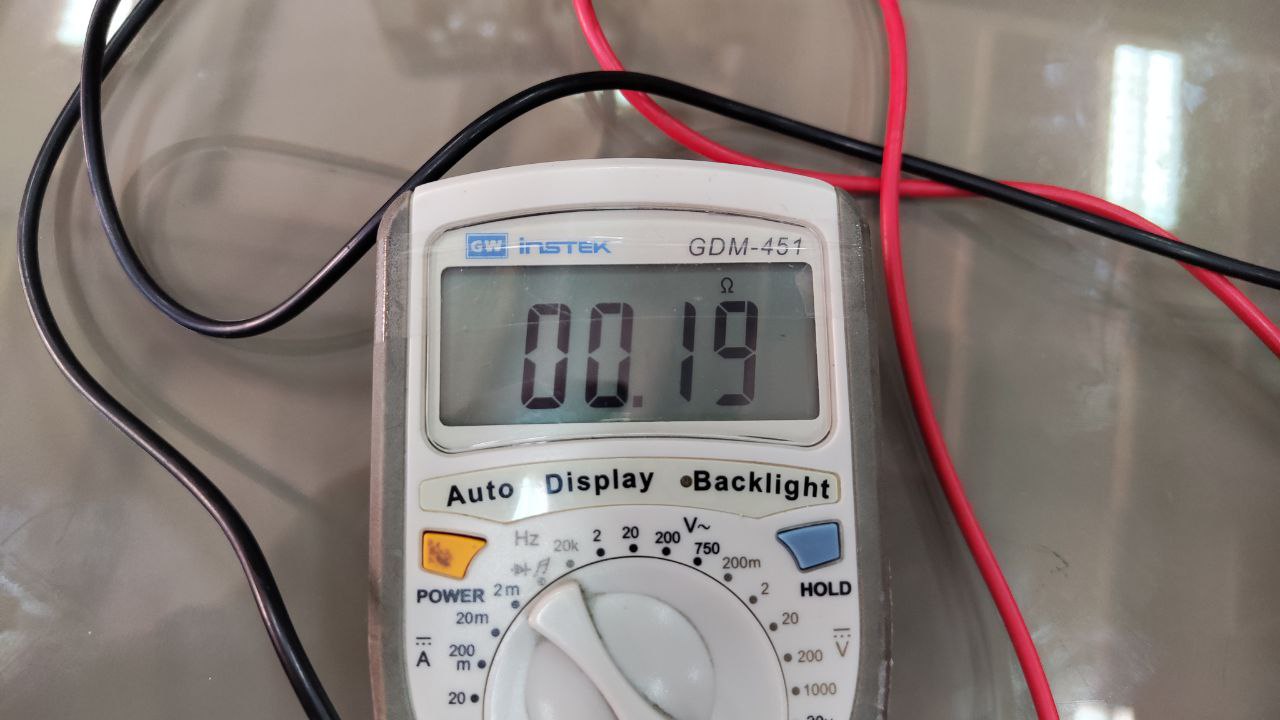 GW INSTEK GDM-451
Ω
00.19
Auto Display Backlight
POWER
HOLD
Hz
20k
2
20
200
V~
750
200m
2
20
200
1000
V
2m
20m
200
m
20
A